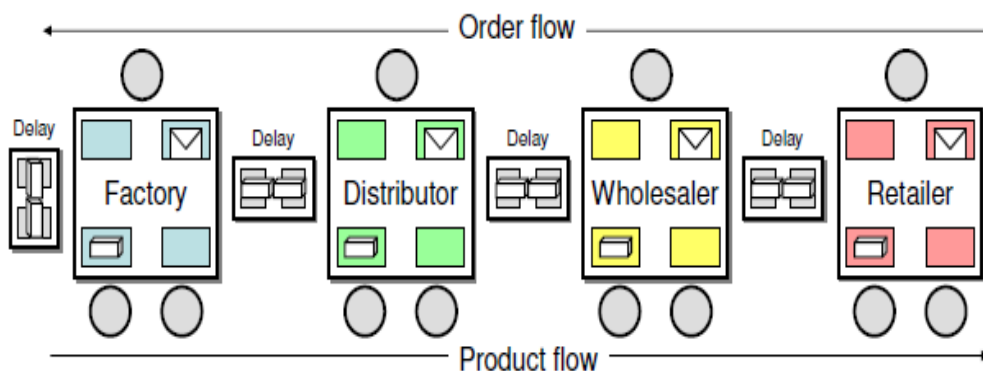 Order flow
Delay
Delay
Delay
Delay
Factory
Distributor
Wholesaler
Retailer
Product flow